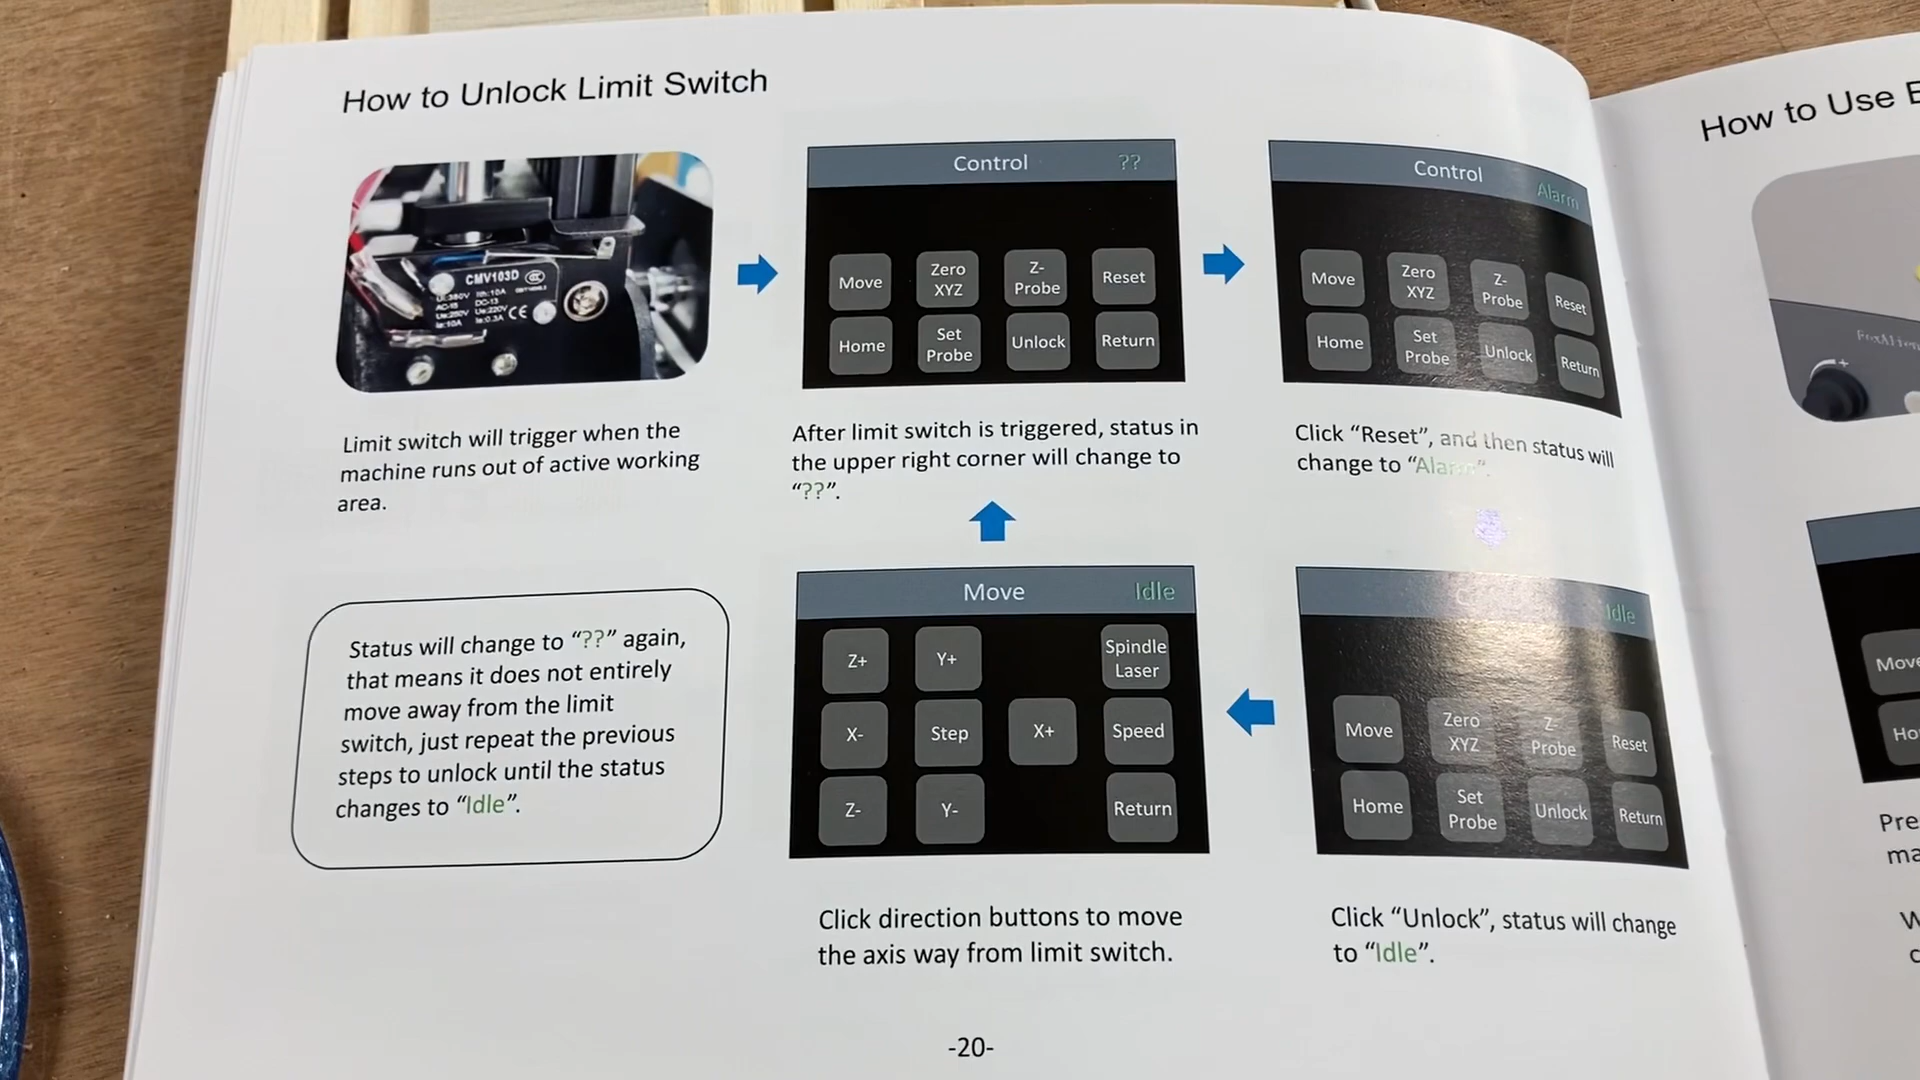 How to Unlock Limit Switch
CMV103D
Control ??
Move
Zero
XYZ
Z-
Probe
Reset
Home
Set
Probe
Unlock
Return
Control Alarm
Move
Zero
XYZ
Z-
Probe
Reset
Home
Set
Probe
Unlock
Return
Limit switch will trigger when the
machine runs out of active working
area.
After limit switch is triggered, status in
the upper right corner will change to
“??”.
Click “Reset”, and then status will
change to “Alarm”.
Status will change to “??” again,
that means it does not entirely
move away from the limit
switch, just repeat the previous
steps to unlock until the status
changes to “Idle”.
Move Idle
Z+
Y+
Spindle
Laser
X-
Step
X+
Speed
Z-
Y-
Return
Idle
Move
Zero
XYZ
Z-
Probe
Reset
Home
Set
Probe
Unlock
Return
Click direction buttons to move
the axis way from limit switch.
Click “Unlock”, status will change
to “Idle”.
-20-
How to Use